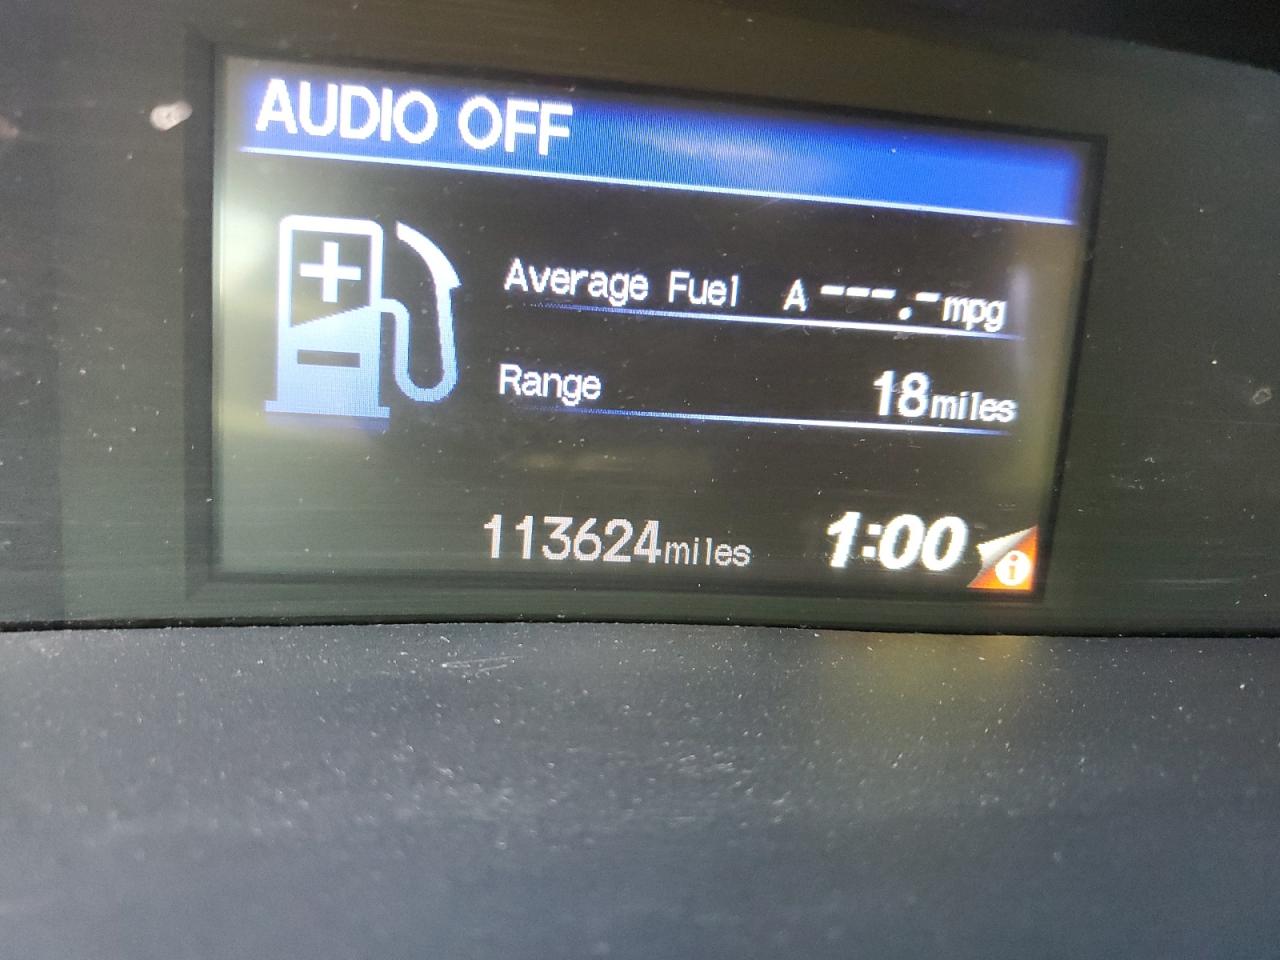 AUDIO OFF
Average Fuel A ---.-mpg
Range 18miles
113624miles 1:00 i